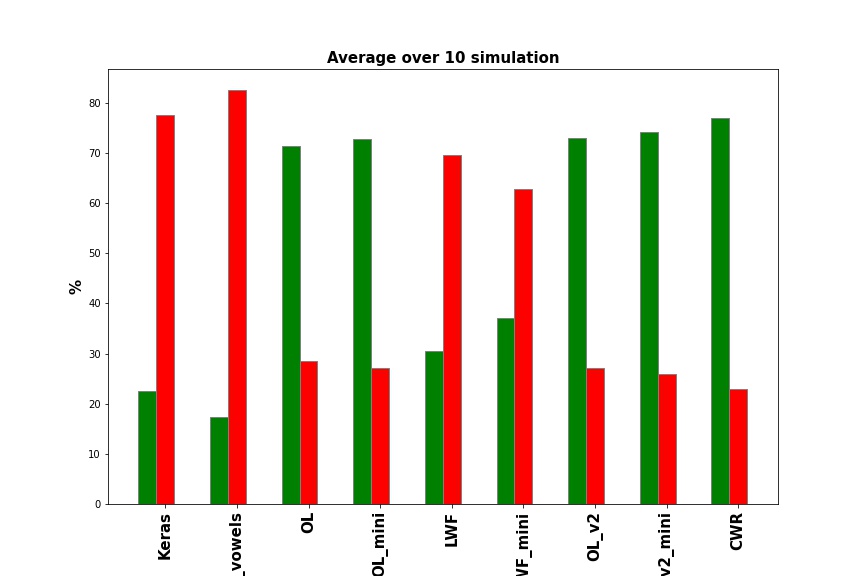 Average over 10 simulation
%
80
70
60
50
40
30
20
10
0
Keras
_vowels
OL
OL_mini
LWF
WF_mini
OL_v2
v2_mini
CWR